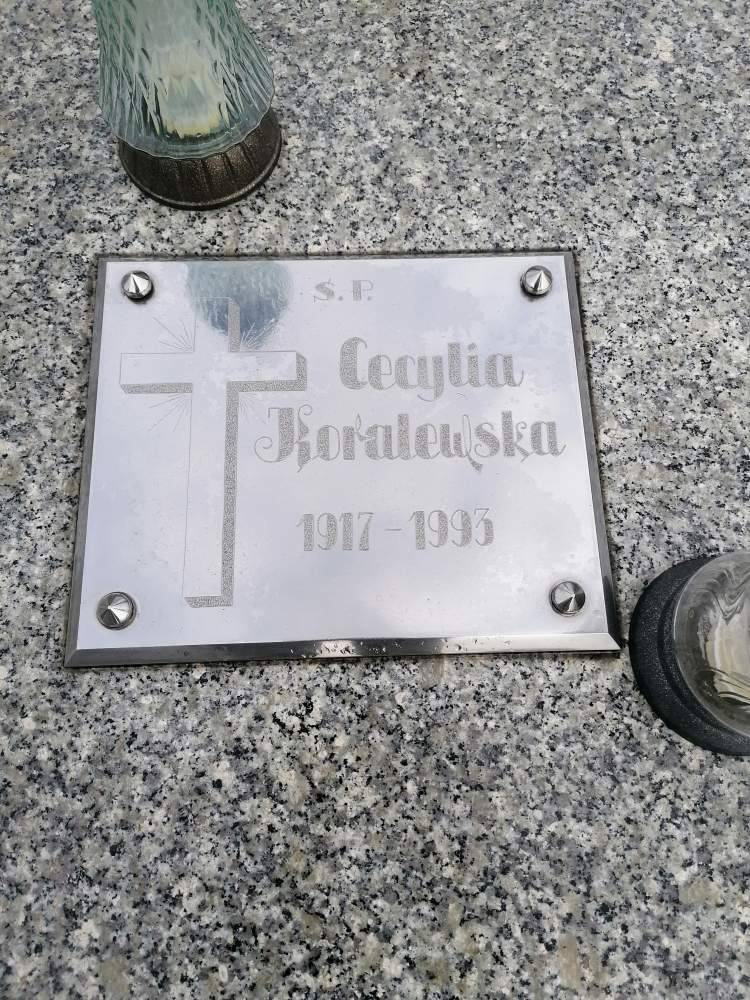 Ś. P.
Cecylia
Koralewska
1917 - 1993